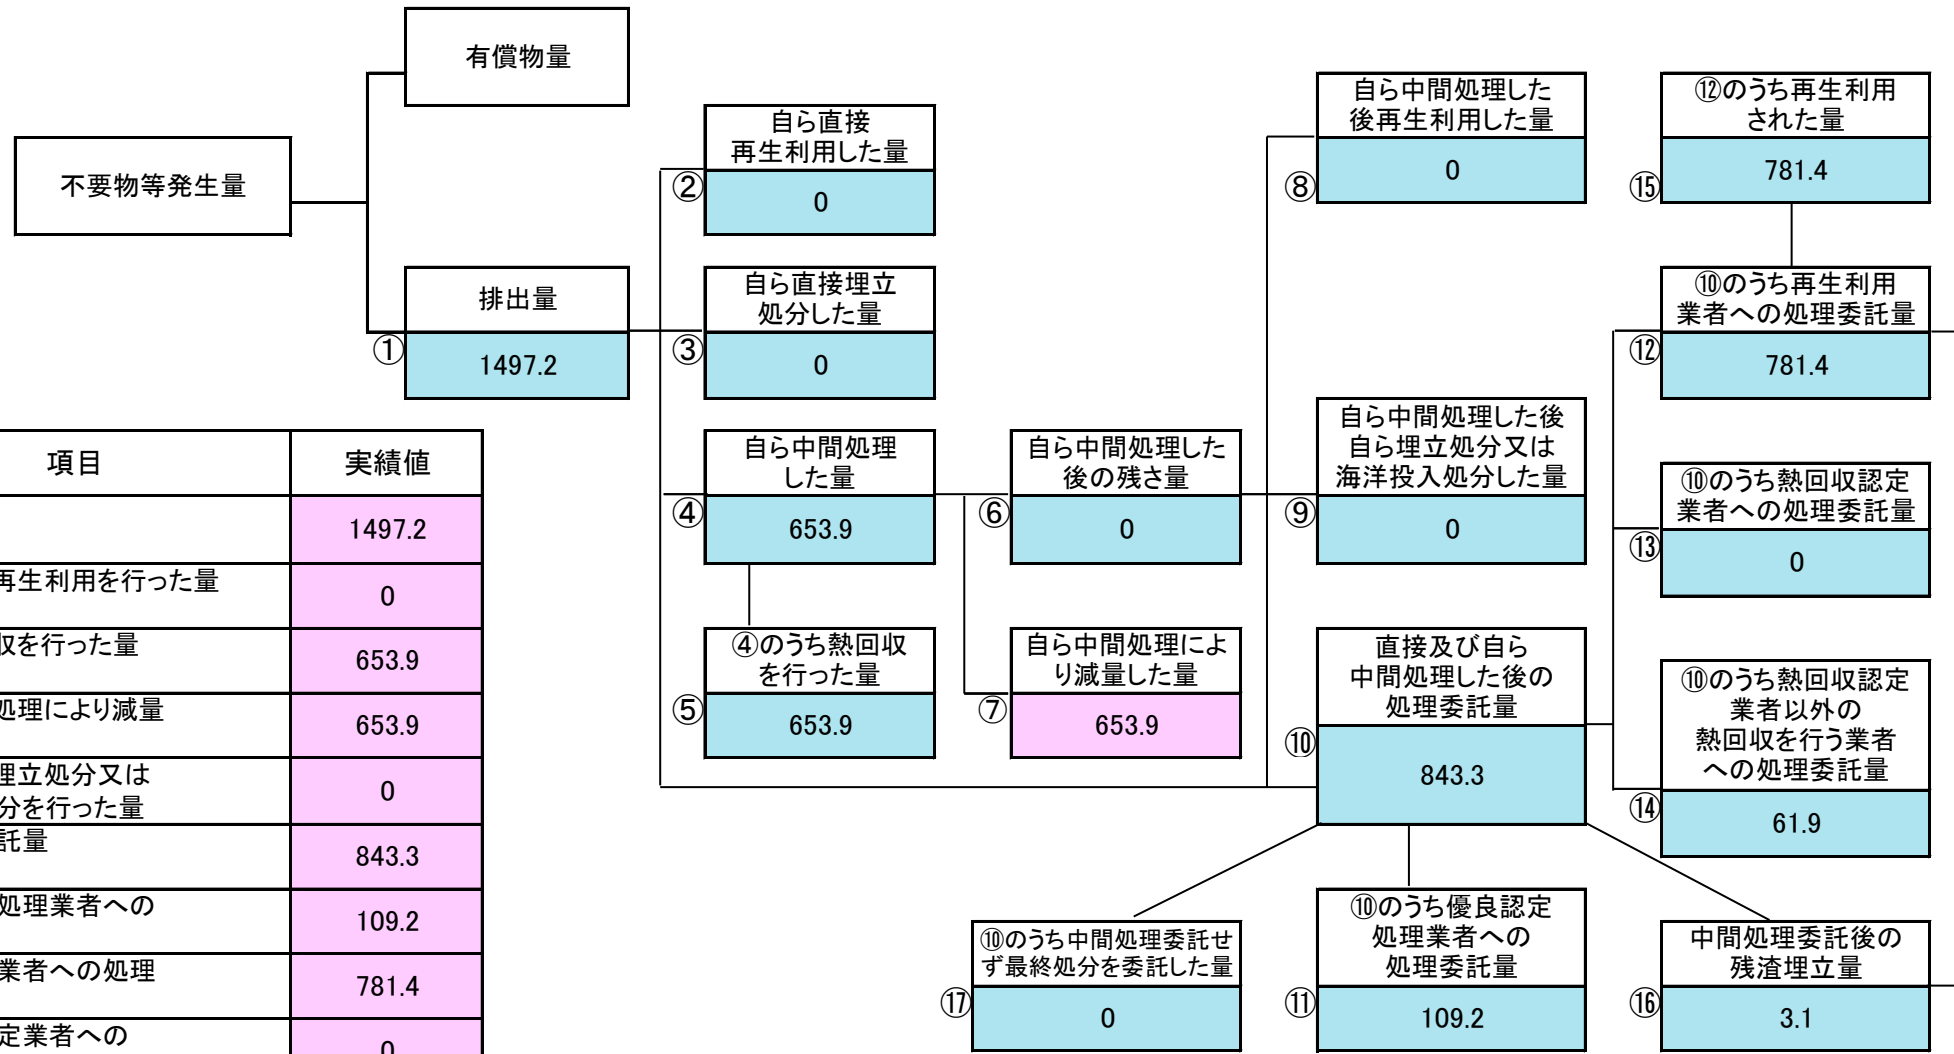 有償物量
不要物等発生量
排出量
①
1497.2
自ら直接
再生利用した量
②
0
自ら直接埋立
処分した量
③
0
自ら中間処理
した量
④
653.9
④のうち熱回収
を行った量
⑤
653.9
自ら中間処理した
後の残さ量
⑥
0
自ら中間処理によ
り減量した量
⑦
653.9
自ら中間処理した
後再生利用した量
⑧
0
自ら中間処理した後
自ら埋立処分又は
海洋投入処分した量
⑨
0
直接及び自ら
中間処理した後の
処理委託量
⑩
843.3
⑫のうち再生利用
された量
⑮
781.4
⑩のうち再生利用
業者への処理委託量
⑫
781.4
⑩のうち熱回収認定
業者への処理委託量
⑬
0
⑩のうち熱回収認定
業者以外の
熱回収を行う業者
への処理委託量
⑭
61.9
⑩のうち中間処理委託せ
ず最終処分を委託した量
⑰
0
⑩のうち優良認定
処理業者への
処理委託量
⑪
109.2
中間処理委託後の
残渣埋立量
⑯
3.1
項目 実績値
1497.2
再生利用を行った量 0
収を行った量 653.9
処理により減量 653.9
埋立処分又は
分を行った量 0
託量 843.3
処理業者への 109.2
業者への処理 781.4
定業者への 0